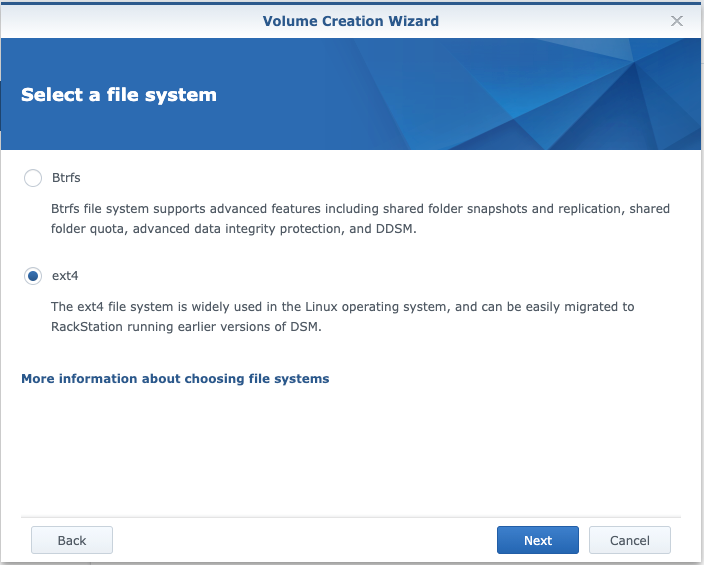 Volume Creation Wizard
Select a file system
Btrfs
Btrfs file system supports advanced features including shared folder snapshots and replication, shared
folder quota, advanced data integrity protection, and DDSM.
ext4
The ext4 file system is widely used in the Linux operating system, and can be easily migrated to
RackStation running earlier versions of DSM.
More information about choosing file systems
Back
Next
Cancel